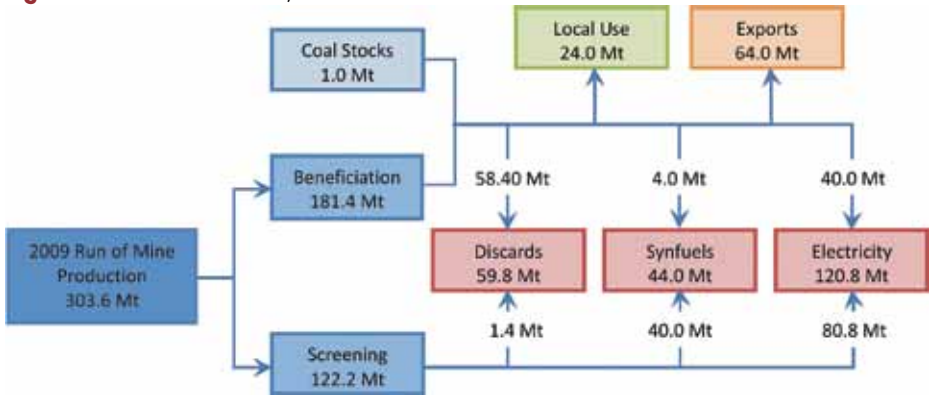 Coal Stocks
1.0 Mt
Local Use
24.0 Mt
Exports
64.0 Mt
Beneficiation
181.4 Mt
58.40 Mt
4.0 Mt
40.0 Mt
2009 Run of Mine
Production
303.6 Mt
Discards
59.8 Mt
Synfuels
44.0 Mt
Electricity
120.8 Mt
1.4 Mt
40.0 Mt
80.8 Mt
Screening
122.2 Mt